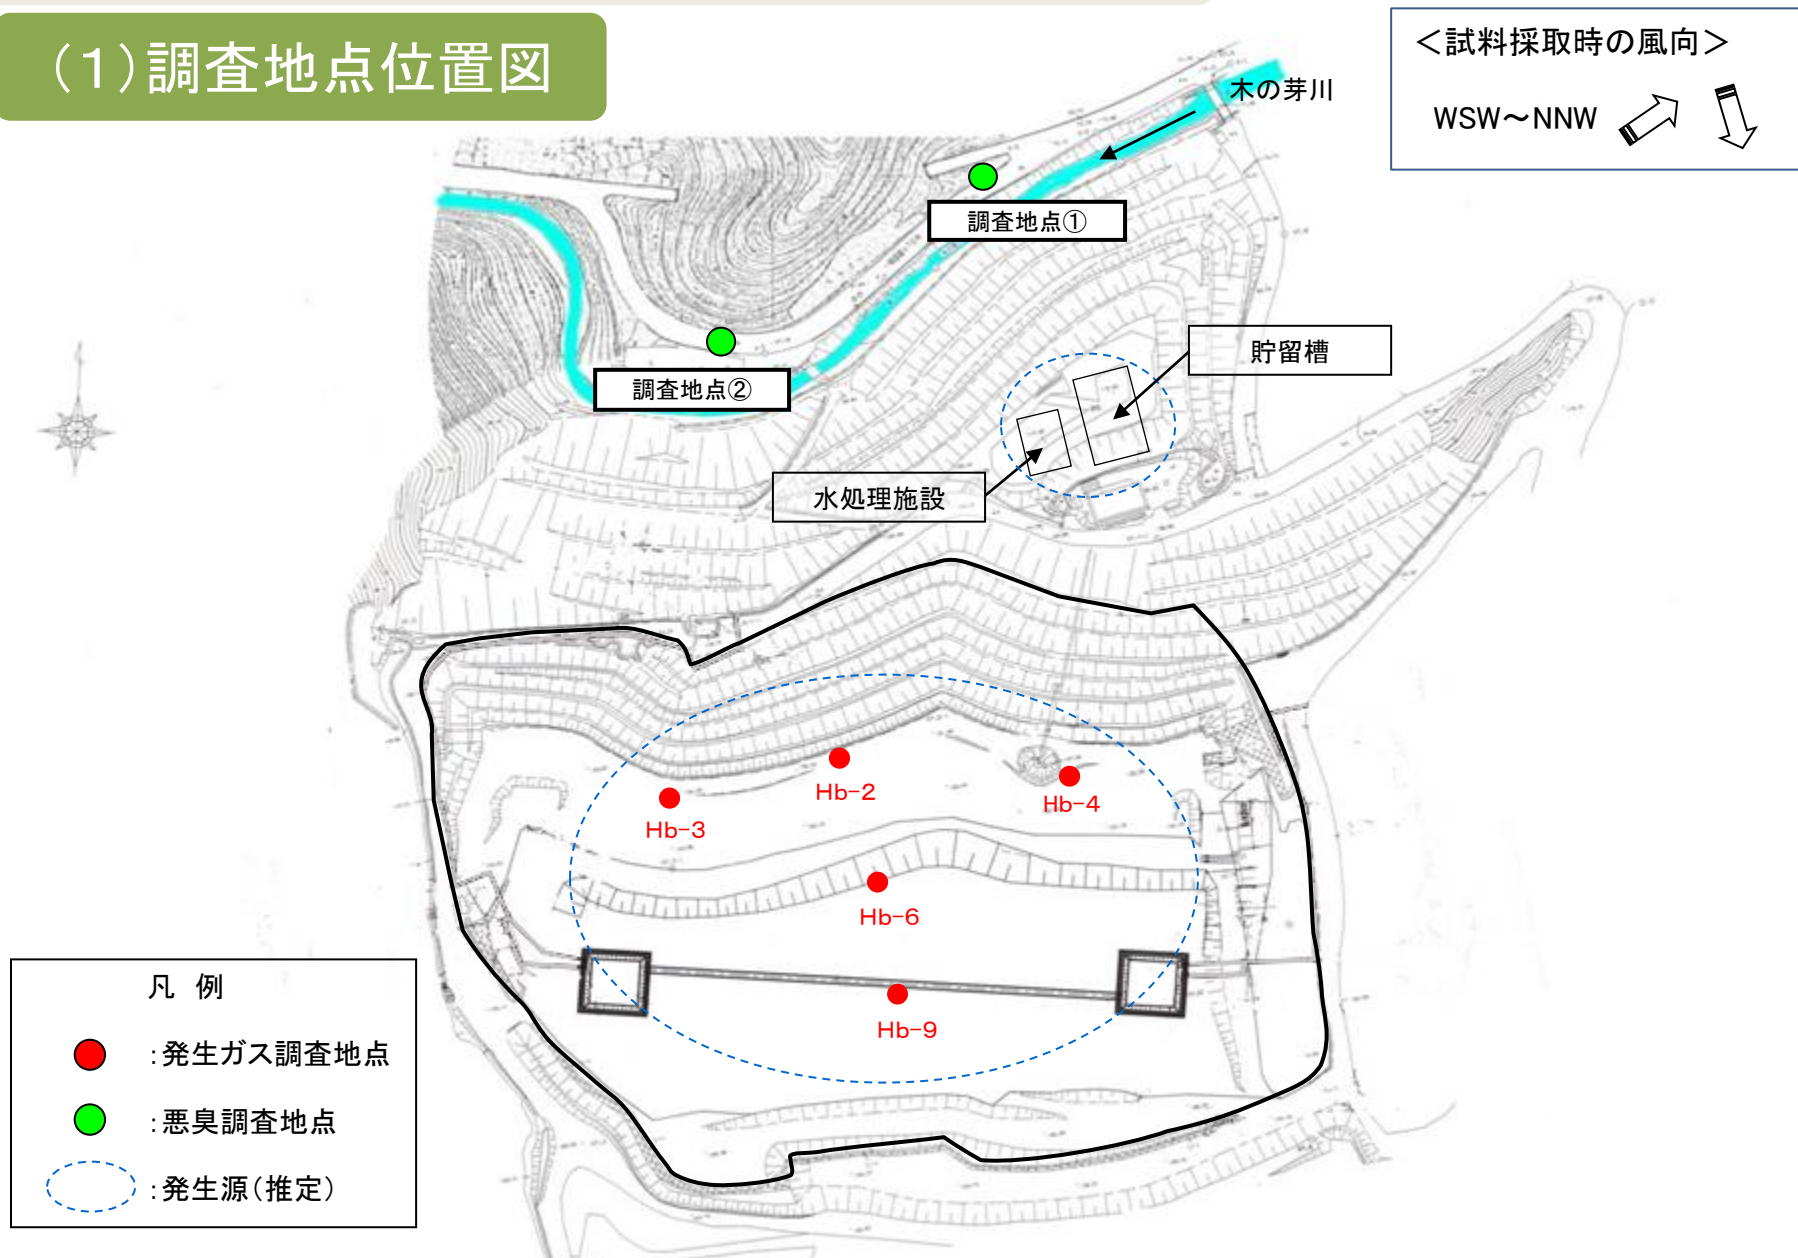 (1)調査地点位置図
＜試料採取時の風向＞
WSW～NNW
木の芽川
調査地点①
調査地点②
貯留槽
水処理施設
Hb-2
Hb-4
Hb-3
Hb-6
Hb-9
凡 例
:発生ガス調査地点
:悪臭調査地点
:発生源(推定)